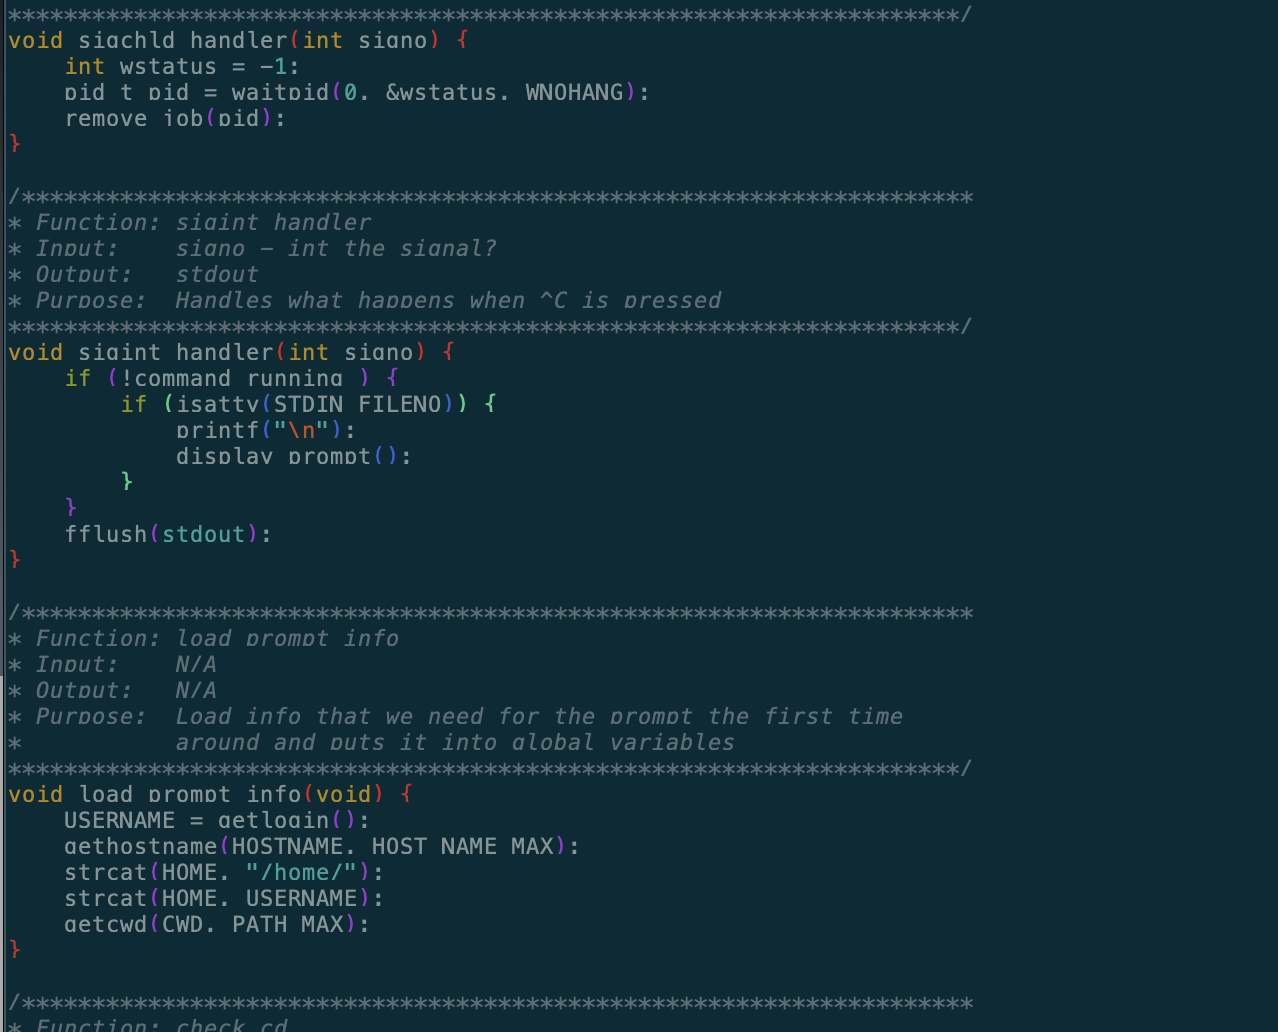 ********************************************************************/
void sigchld handler(int signo) {
    int wstatus = -1;
    pid t pid = waitpid(0, &wstatus, WNOHANG);
    remove job(pid);
}
/********************************************************************
* Function: sigint handler
* Input:    signo - int the signal?
* Output:   stdout
* Purpose:  Handles what happens when ^C is pressed
********************************************************************/
void sigint handler(int signo) {
    if (!command running ) {
        if (isatty(STDIN FILENO)) {
            printf("\n");
            display prompt();
        }
    }
    fflush(stdout);
}
/********************************************************************
* Function: load prompt info
* Input:    N/A
* Output:   N/A
* Purpose:  Load info that we need for the prompt the first time
*           around and puts it into global variables
********************************************************************/
void load prompt info(void) {
    USERNAME = getlogin();
    gethostname(HOSTNAME, HOST NAME MAX);
    strcat(HOME, "/home/");
    strcat(HOME, USERNAME);
    getcwd(CWD, PATH MAX);
}
/********************************************************************
* Function: check cd